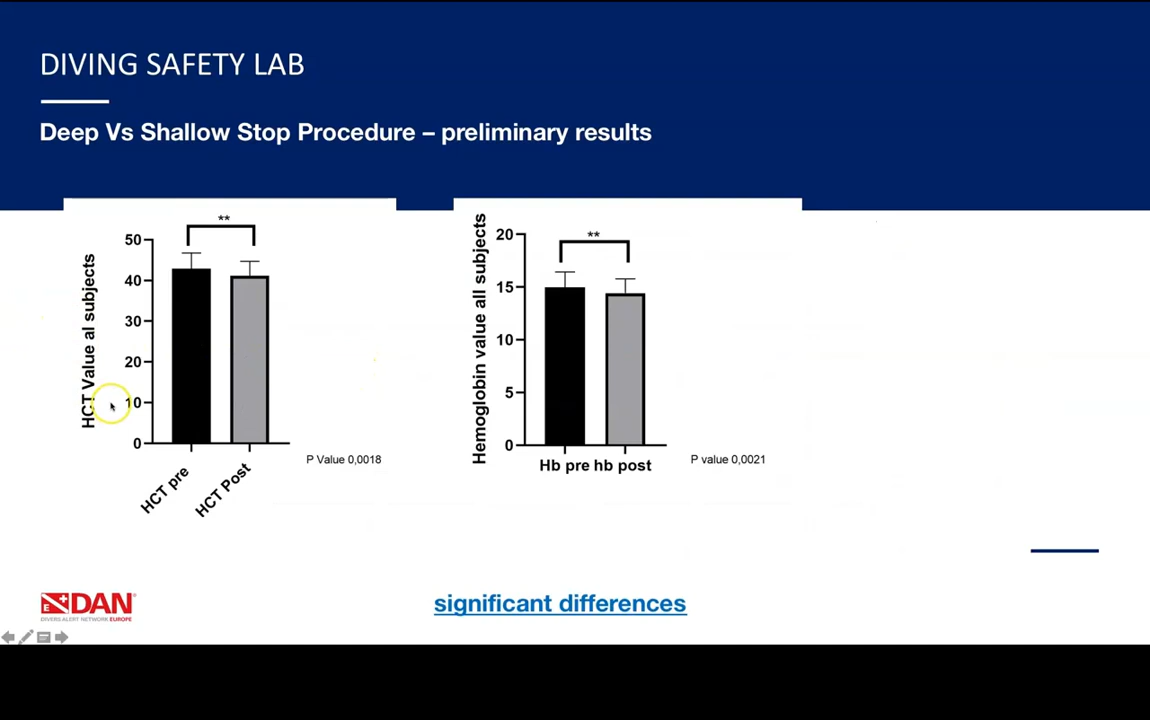 DIVING SAFETY LAB
Deep Vs Shallow Stop Procedure – preliminary results
HCT Value al subjects
**
50
40
30
20
10
0
HCT pre
HCT Post
P Value 0,0018
Hemoglobin value all subjects
**
20
15
10
5
0
Hb pre hb post
P value 0,0021
significant differences
E
DAN
DIVERS ALERT NETWORK EUROPE